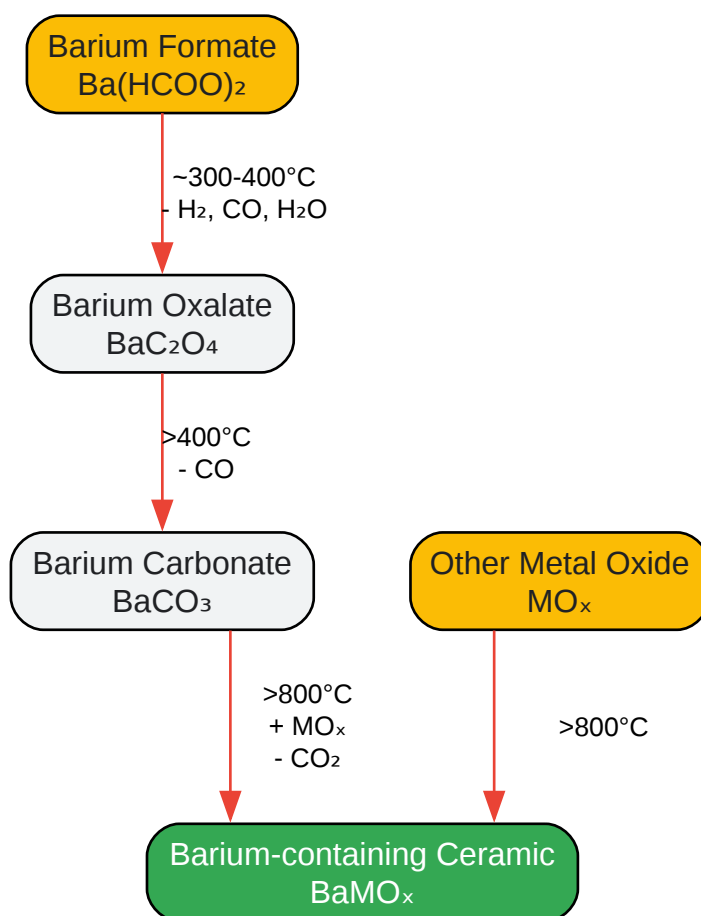 Barium Formate
Ba(HCOO)₂
~300-400°C
- H₂, CO, H₂O
Barium Oxalate
BaC₂O₄
>400°C
- CO
Barium Carbonate
BaCO₃
Other Metal Oxide
MOₓ
>800°C
+ MOₓ
- CO₂
>800°C
Barium-containing Ceramic
BaMOₓ